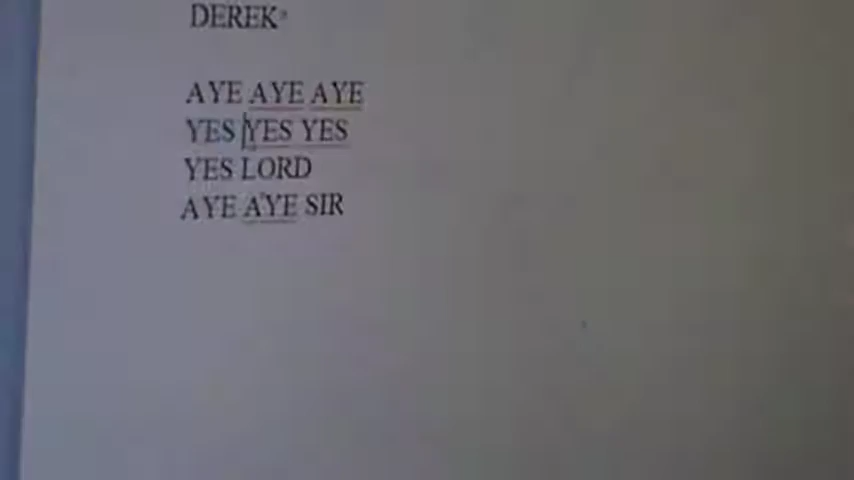 DEREK
AYE AYE AYE
YES YES YES
YES LORD
AYE AYE SIR